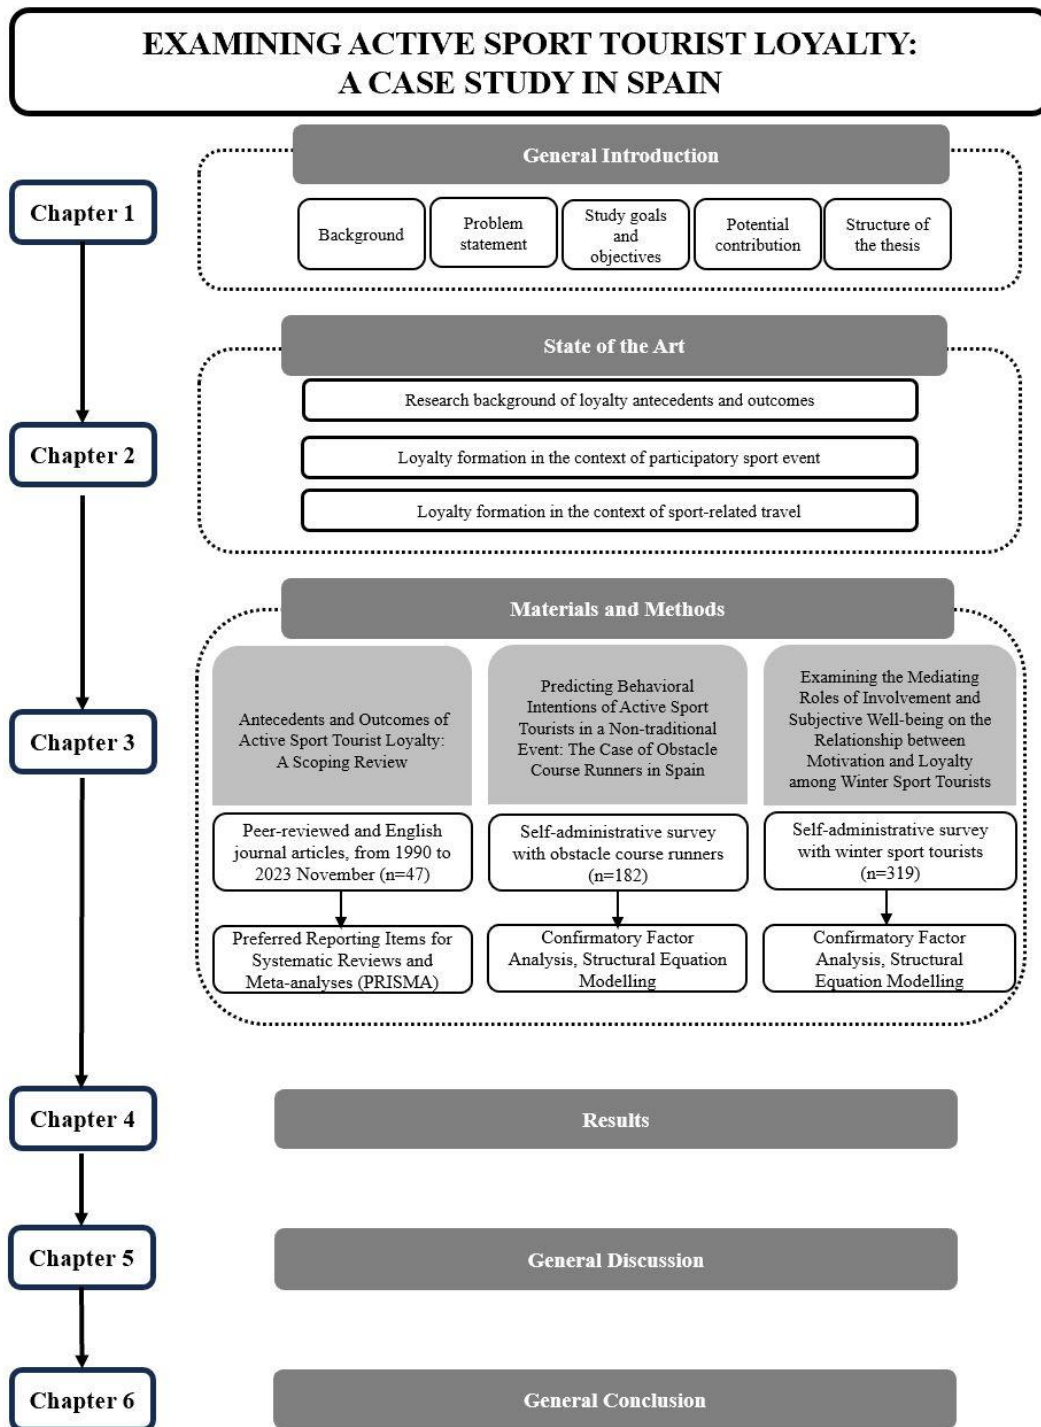 EXAMINING ACTIVE SPORT TOURIST LOYALTY:
A CASE STUDY IN SPAIN
Chapter 1
General Introduction
Background
Problem
statement
Study goals
and
objectives
Potential
contribution
Structure of
the thesis
Chapter 2
State of the Art
Research background of loyalty antecedents and outcomes
Loyalty formation in the context of participatory sport event
Loyalty formation in the context of sport-related travel
Chapter 3
Materials and Methods
Antecedents and Outcomes of
Active Sport Tourist Loyalty:
A Scoping Review
Peer-reviewed and English
journal articles, from 1990 to
2023 November (n=47)
Preferred Reporting Items for
Systematic Reviews and
Meta-analyses (PRISMA)
Predicting Behavioral
Intentions of Active Sport
Tourists in a Non-traditional
Event: The Case of Obstacle
Course Runners in Spain
Self-administrative survey
with obstacle course runners
(n=182)
Confirmatory Factor
Analysis, Structural Equation
Modelling
Examining the Mediating
Roles of Involvement and
Subjective Well-being on the
Relationship between
Motivation and Loyalty
among Winter Sport Tourists
Self-administrative survey
with winter sport tourists
(n=319)
Confirmatory Factor
Analysis, Structural
Equation Modelling
Chapter 4
Results
Chapter 5
General Discussion
Chapter 6
General Conclusion